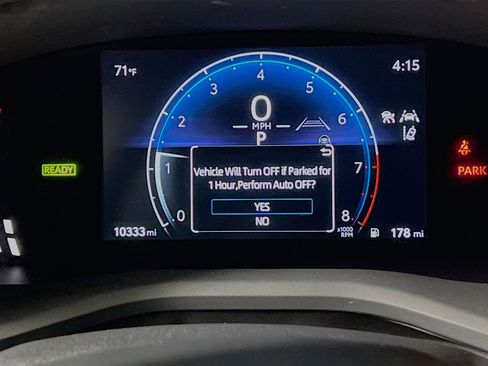 71°F
4:15
4
3
5
0
MPH
P
2
6
READY
PARK
Vehicle Will Turn OFF if Parked for
1 Hour,Perform Auto OFF?
YES
NO
1
7
0
8
x1000
RPM
10333 mi
178 mi